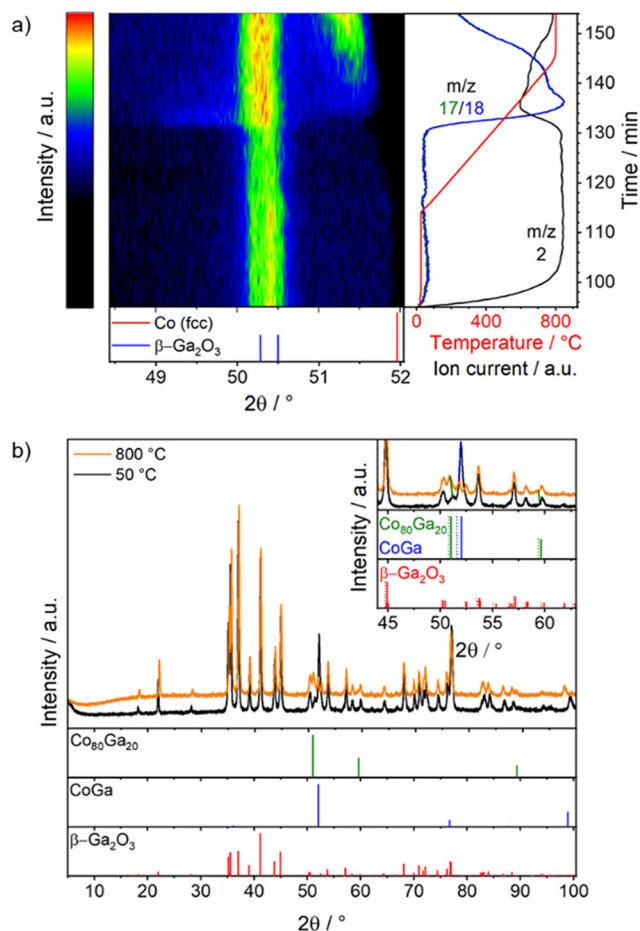 a)
Intensity / a.u.
m/z
17/18
m/z
2
150
140
130
120
110
100
Time / min
Co (fcc)
β–Ga₂O₃
49 50 51 52
2θ / °
0 400 800
Temperature / °C
Ion current / a.u.
b)
800 °C
50 °C
Intensity / a.u.
Intensity / a.u.
Co₈₀Ga₂₀
CoGa
β–Ga₂O₃
45 50 55 60
2θ / °
Co₈₀Ga₂₀
CoGa
β–Ga₂O₃
10 20 30 40 50 60 70 80 90 100
2θ / °